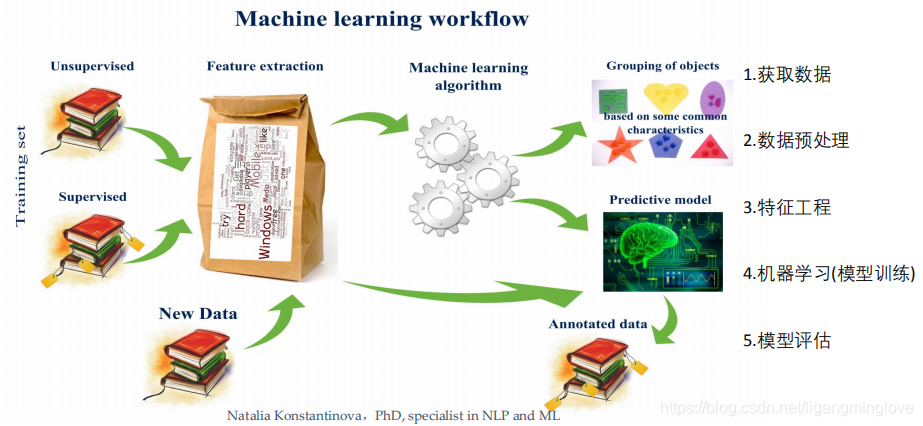 Machine learning workflow
Training set
Unsupervised
Supervised
New Data
Feature extraction
try
hard
Windows
Mobile
like
one
Machine learning
algorithm
Grouping of objects
based on some common
characteristics
Predictive model
Annotated data
1.获取数据
2.数据预处理
3.特征工程
4.机器学习(模型训练)
5.模型评估
Natalia Konstantinova，PhD, specialist in NLP and ML
https://blog.csdn.net/ligangminglove